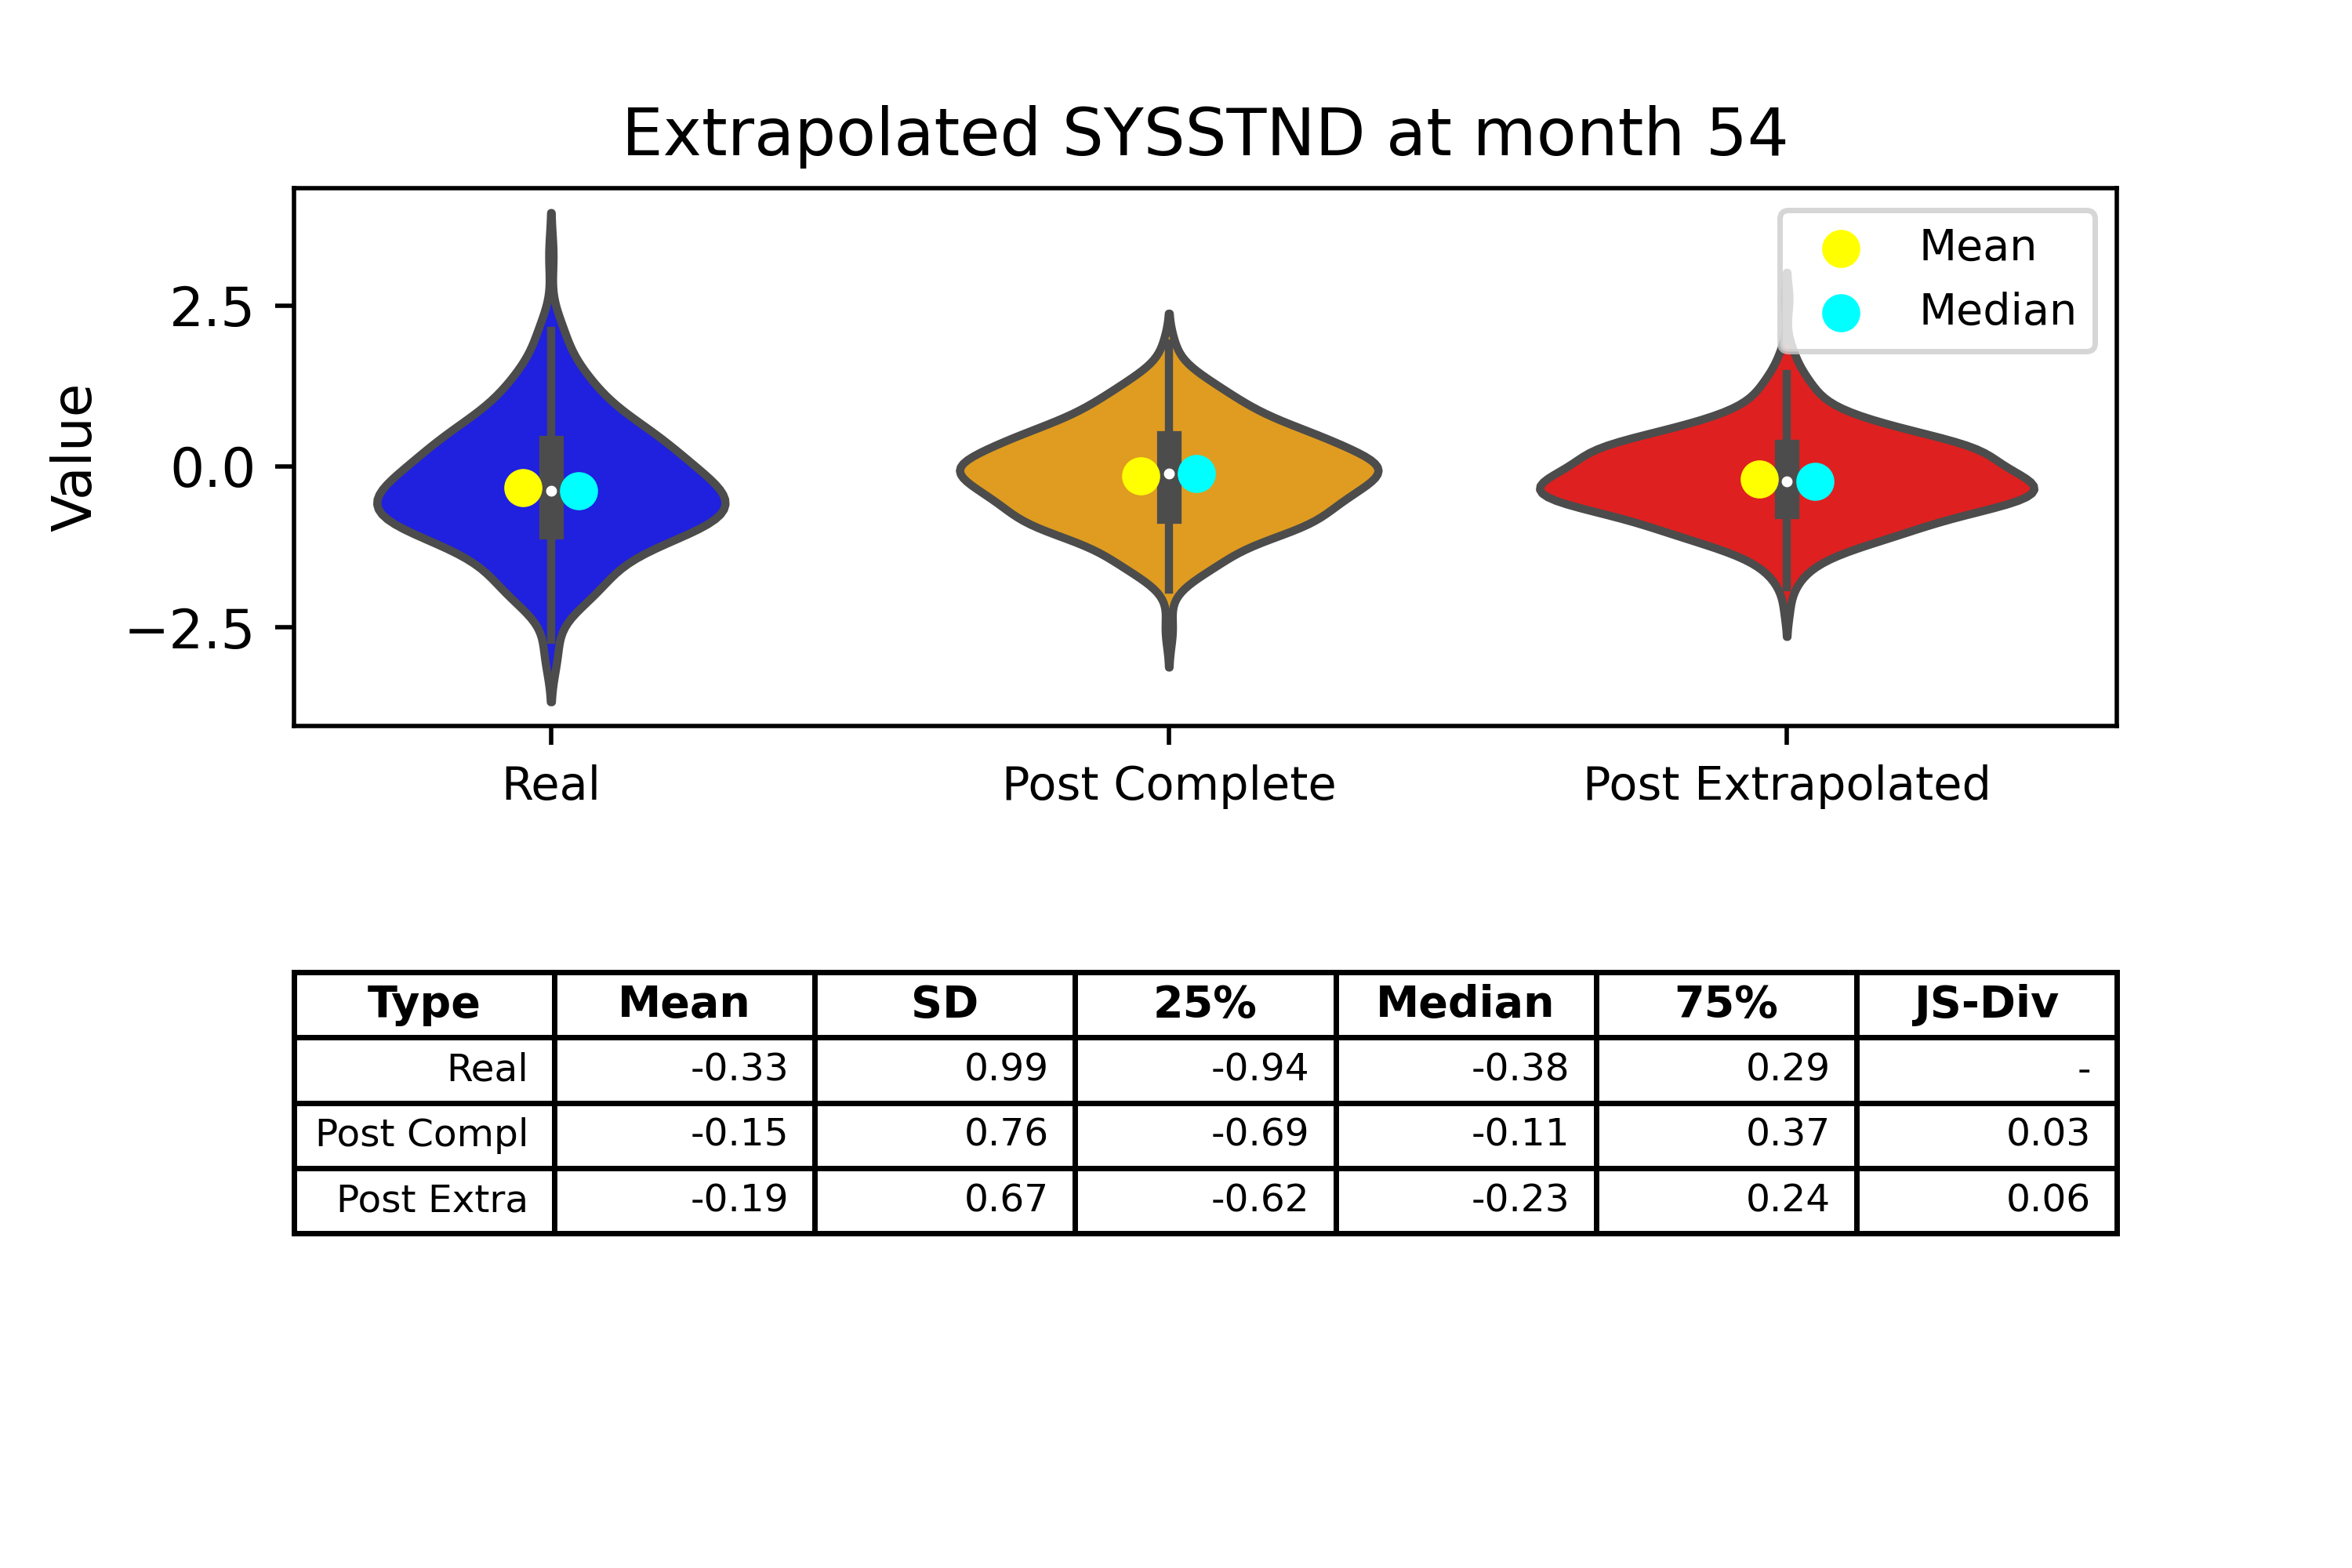 Extrapolated SYSSTND at month 54
Value
2.5
0.0
−2.5
Mean
Median
Real Post Complete Post Extrapolated
Type Mean SD 25% Median 75% JS-Div
Real -0.33 0.99 -0.94 -0.38 0.29 -
Post Compl -0.15 0.76 -0.69 -0.11 0.37 0.03
Post Extra -0.19 0.67 -0.62 -0.23 0.24 0.06